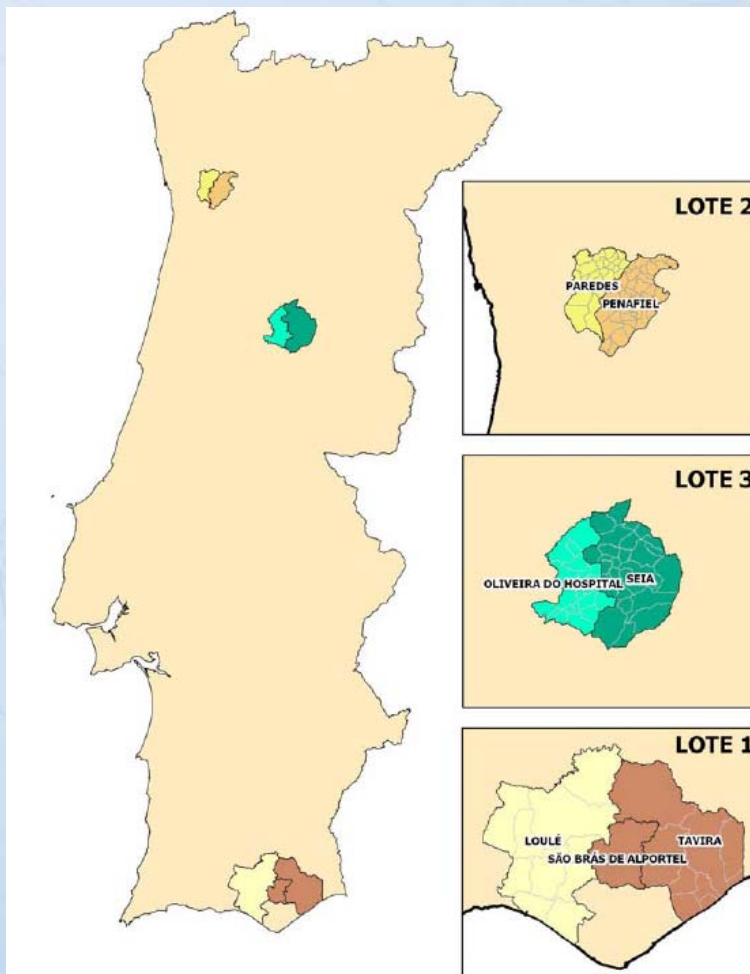 LOTE 2
PAREDES
PENAFIEL
LOTE 3
OLIVEIRA DO HOSPITAL
SEIA
LOTE 1
LOULÉ
TAVIRA
SÃO BRÁS DE ALPORTEL